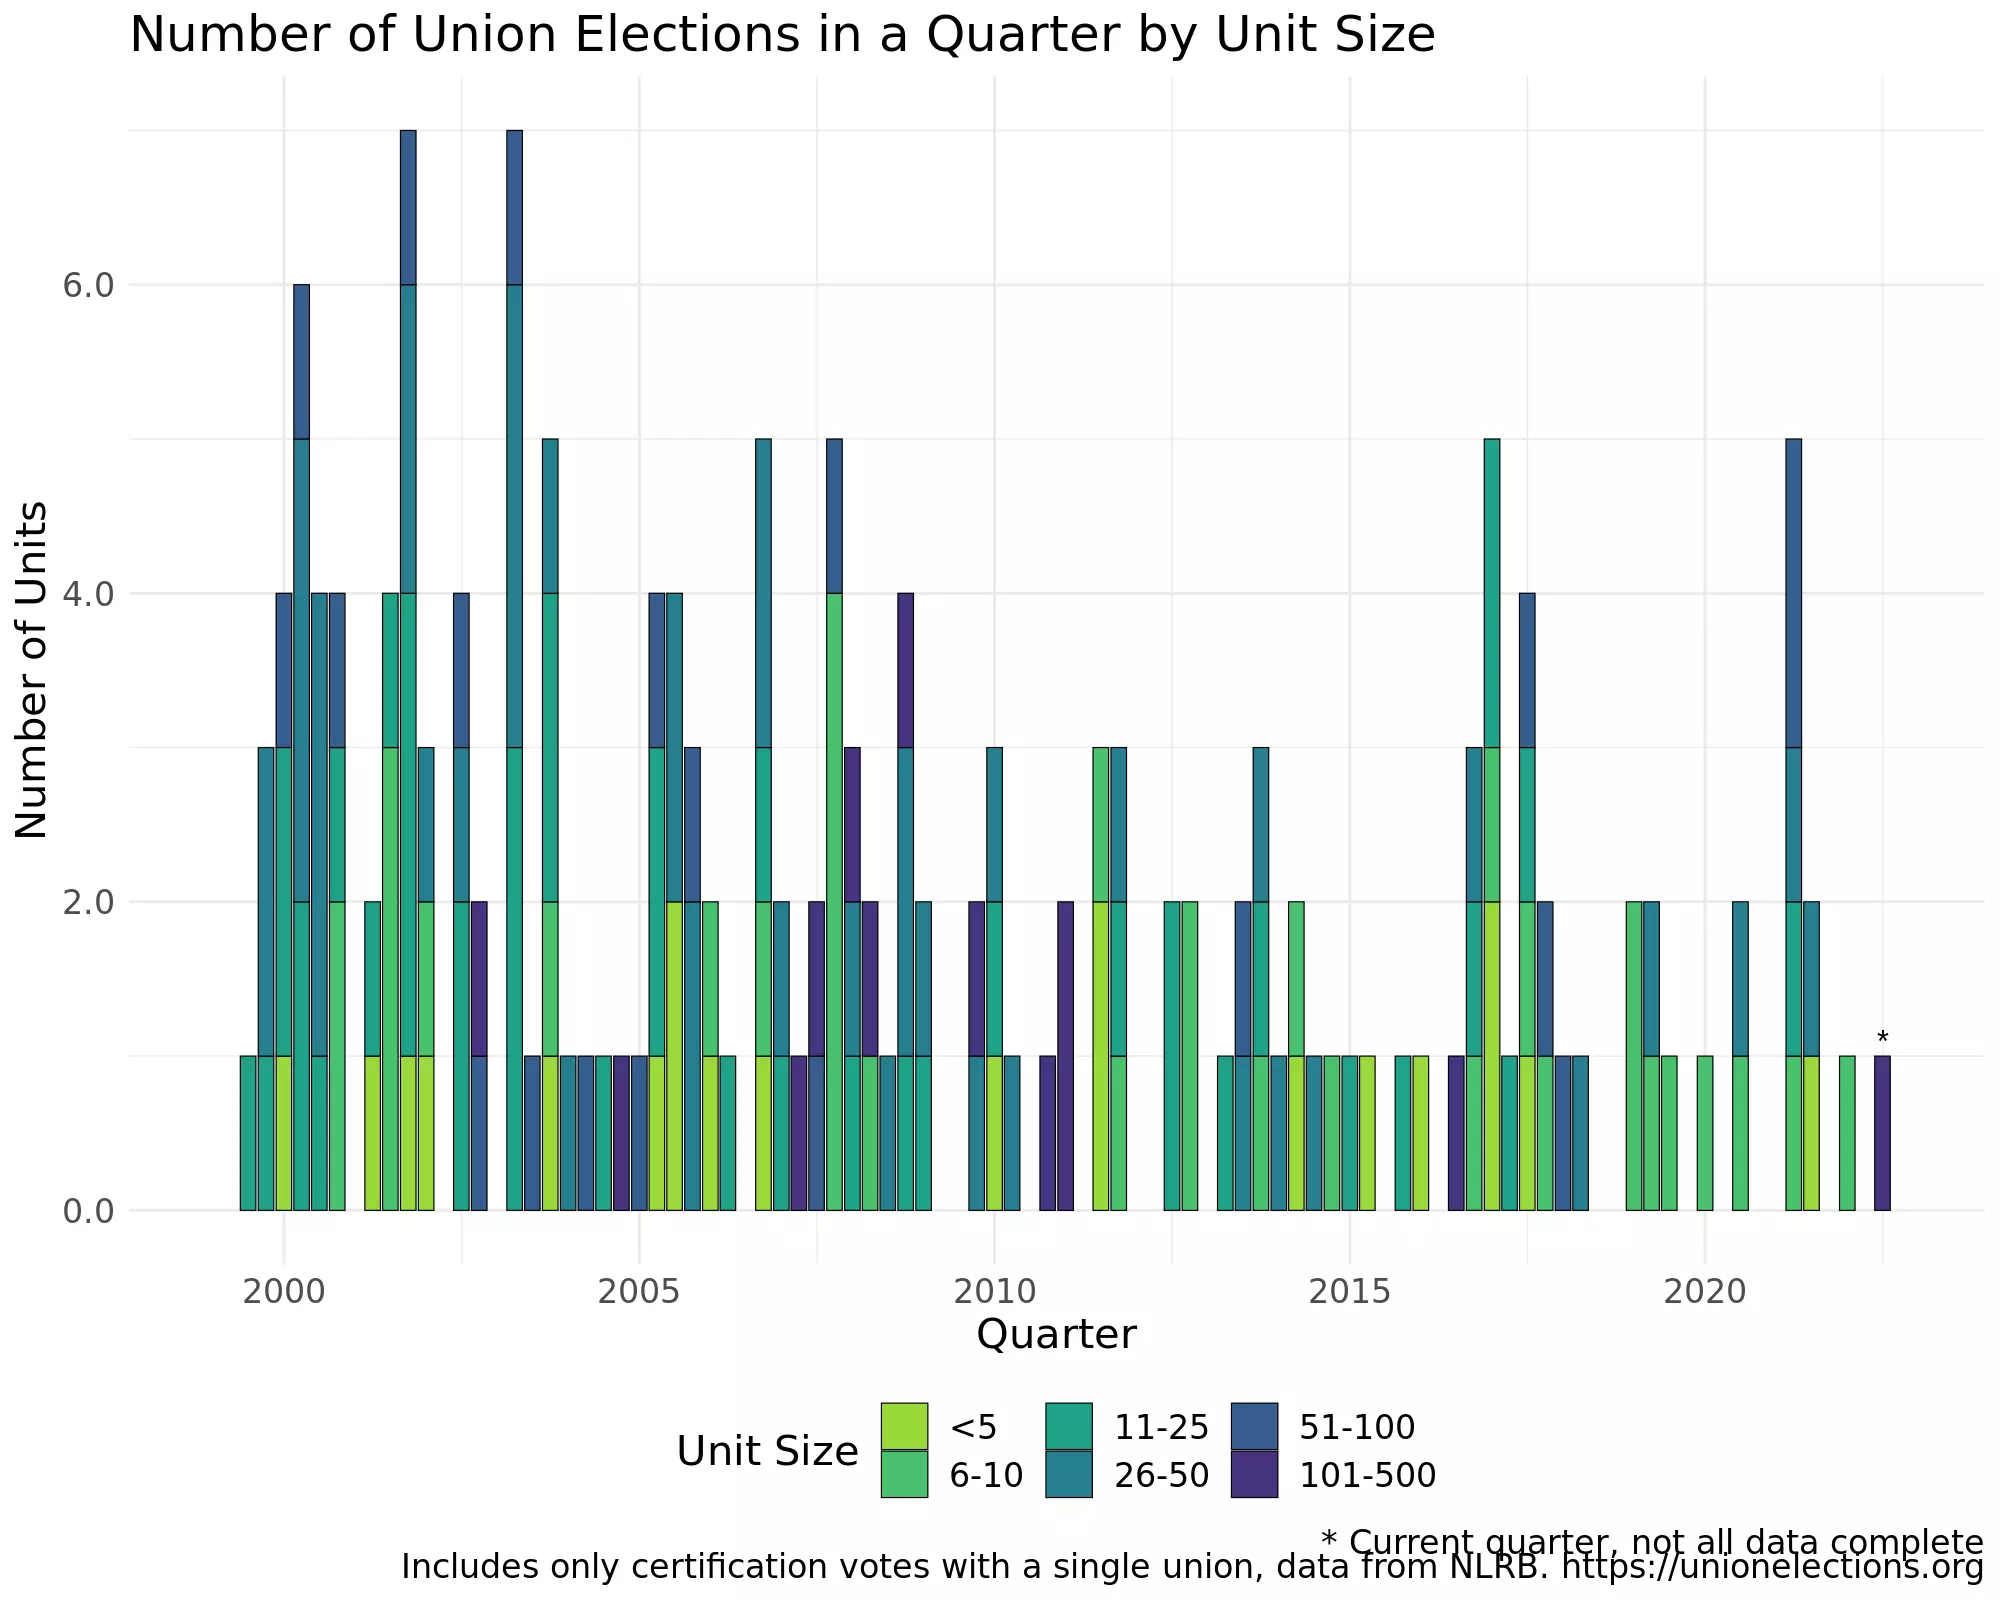 Number of Union Elections in a Quarter by Unit Size
Number of Units
6.0
4.0
2.0
0.0
*
2000 2005 2010 2015 2020
Quarter
Unit Size
<5 11-25 51-100
6-10 26-50 101-500
* Current quarter, not all data complete
Includes only certification votes with a single union, data from NLRB. https://unionelections.org